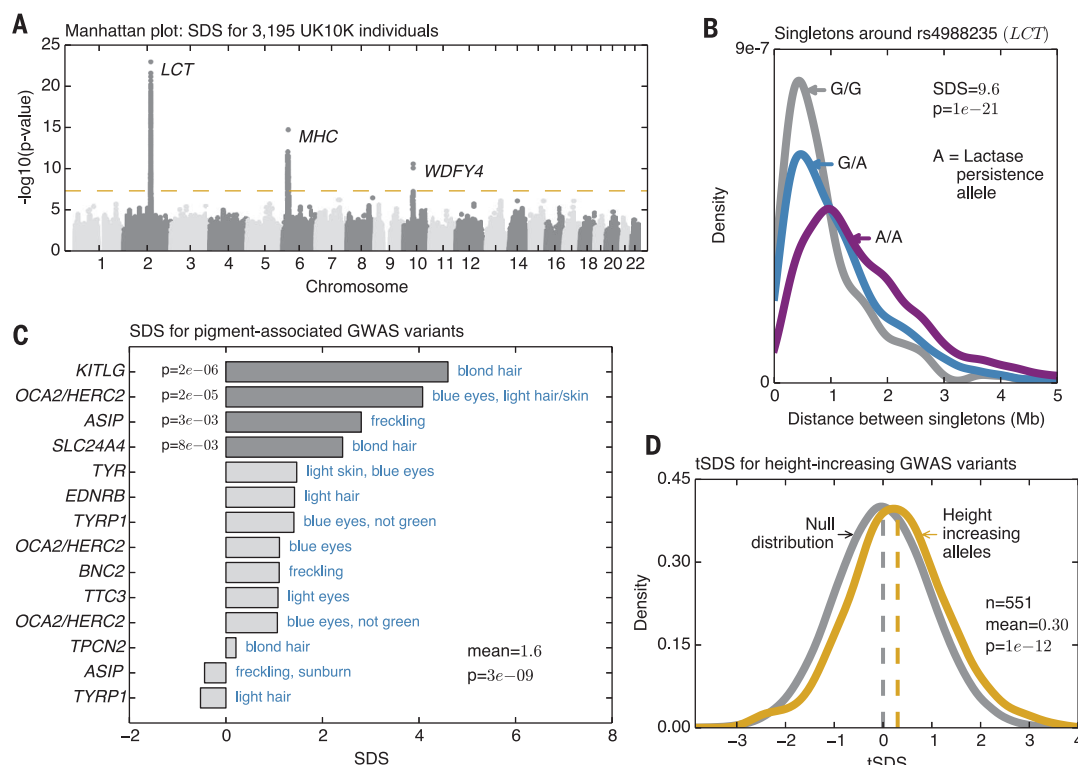 A
Manhattan plot: SDS for 3,195 UK10K individuals
-log10(p-value)
25
20
15
10
5
0
LCT
MHC
WDFY4
1 2 3 4 5 6 8 10 12 14 16 18 20 22
Chromosome
B
Singletons around rs4988235 (LCT)
9e-7
Density
0
G/G
G/A
A/A
SDS=9.6
p=1e−21
A = Lactase
persistence
allele
0 1 2 3 4 5
Distance between singletons (Mb)
C
SDS for pigment-associated GWAS variants
KITLG p=2e−06 blond hair
OCA2/HERC2 p=2e−05 blue eyes, light hair/skin
ASIP p=3e−03 freckling
SLC24A4 p=8e−03 blond hair
TYR light skin, blue eyes
EDNRB light hair
TYRP1 blue eyes, not green
OCA2/HERC2 blue eyes
BNC2 freckling
TTC3 light eyes
OCA2/HERC2 blue eyes, not green
TPCN2 blond hair
ASIP freckling, sunburn
TYRP1 light hair
mean=1.6
p=3e−09
−2 0 2 4 6 8
SDS
D
tSDS for height-increasing GWAS variants
0.45
0.30
0.15
0.00
Density
Null
distribution
Height
increasing
alleles
n=551
mean=0.30
p=1e−12
−3 −2 −1 0 1 2 3 4
tSDS